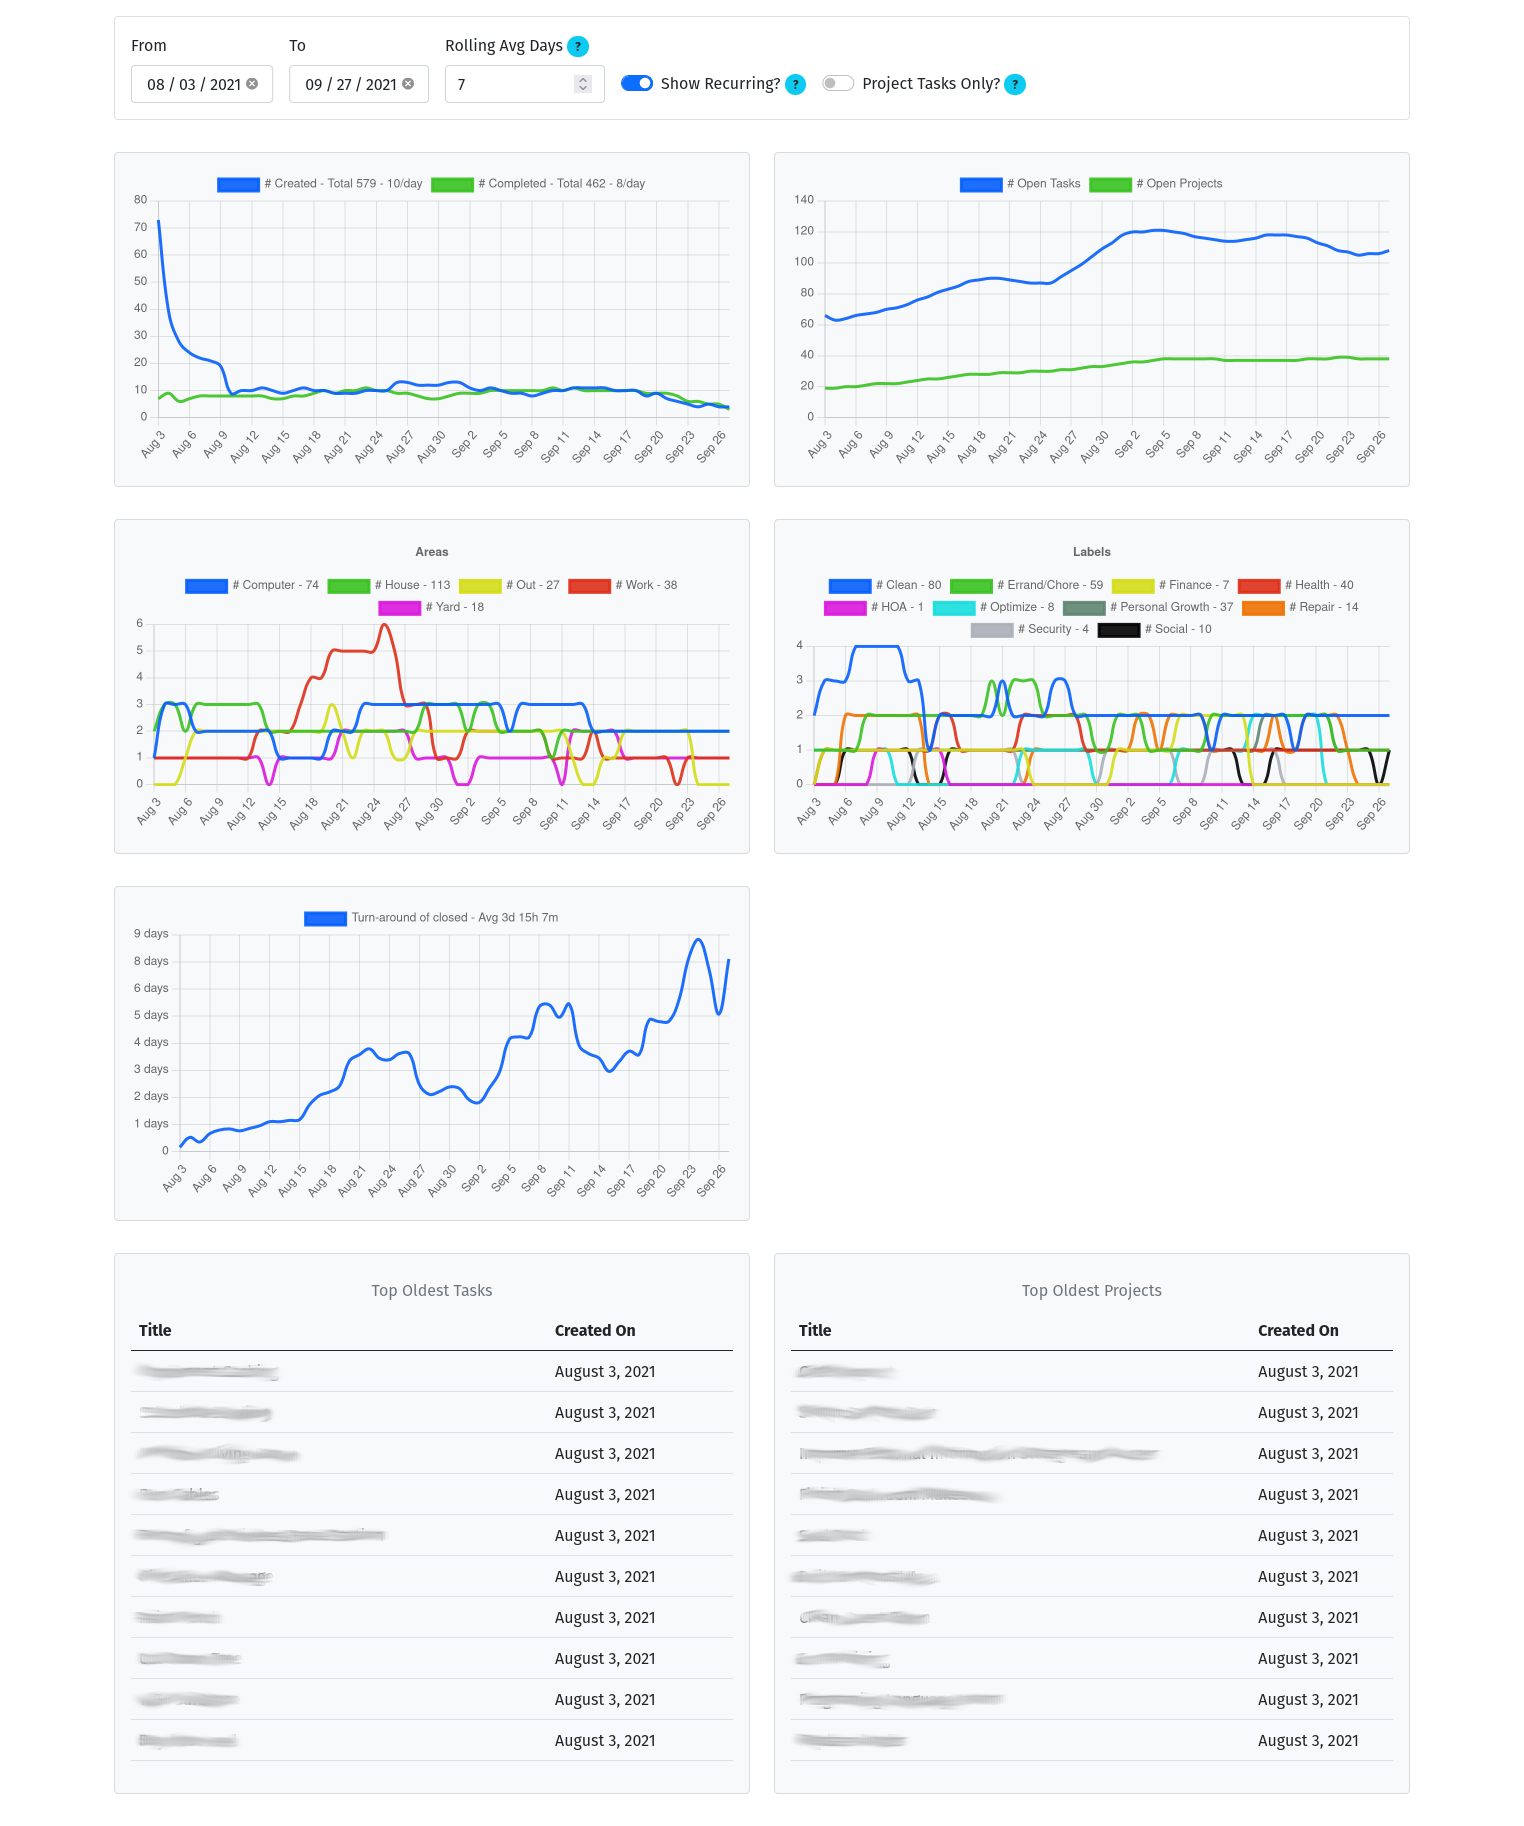 From To Rolling Avg Days ?
08 / 03 / 2021 09 / 27 / 2021 7 Show Recurring? ? Project Tasks Only? ?
# Created - Total 579 - 10/day # Completed - Total 462 - 8/day
80
70
60
50
40
30
20
10
0
Aug 3 Aug 6 Aug 9 Aug 12 Aug 15 Aug 18 Aug 21 Aug 24 Aug 27 Aug 30 Sep 2 Sep 5 Sep 8 Sep 11 Sep 14 Sep 17 Sep 20 Sep 23 Sep 26
# Open Tasks # Open Projects
140
120
100
80
60
40
20
0
Aug 3 Aug 6 Aug 9 Aug 12 Aug 15 Aug 18 Aug 21 Aug 24 Aug 27 Aug 30 Sep 2 Sep 5 Sep 8 Sep 11 Sep 14 Sep 17 Sep 20 Sep 23 Sep 26
Areas
# Computer - 74 # House - 113 # Out - 27 # Work - 38
# Yard - 18
6
5
4
3
2
1
0
Aug 3 Aug 6 Aug 9 Aug 12 Aug 15 Aug 18 Aug 21 Aug 24 Aug 27 Aug 30 Sep 2 Sep 5 Sep 8 Sep 11 Sep 14 Sep 17 Sep 20 Sep 23 Sep 26
Labels
# Clean - 80 # Errand/Chore - 59 # Finance - 7 # Health - 40
# HOA - 1 # Optimize - 8 # Personal Growth - 37 # Repair - 14
# Security - 4 # Social - 10
4
3
2
1
0
Aug 3 Aug 6 Aug 9 Aug 12 Aug 15 Aug 18 Aug 21 Aug 24 Aug 27 Aug 30 Sep 2 Sep 5 Sep 8 Sep 11 Sep 14 Sep 17 Sep 20 Sep 23 Sep 26
Turn-around of closed - Avg 3d 15h 7m
9 days
8 days
6 days
5 days
4 days
3 days
2 days
1 days
0
Aug 3 Aug 6 Aug 9 Aug 12 Aug 15 Aug 18 Aug 21 Aug 24 Aug 27 Aug 30 Sep 2 Sep 5 Sep 8 Sep 11 Sep 14 Sep 17 Sep 20 Sep 23 Sep 26
Top Oldest Tasks
Title Created On
August 3, 2021
August 3, 2021
August 3, 2021
August 3, 2021
August 3, 2021
August 3, 2021
August 3, 2021
August 3, 2021
August 3, 2021
August 3, 2021
Top Oldest Projects
Title Created On
August 3, 2021
August 3, 2021
August 3, 2021
August 3, 2021
August 3, 2021
August 3, 2021
August 3, 2021
August 3, 2021
August 3, 2021
August 3, 2021